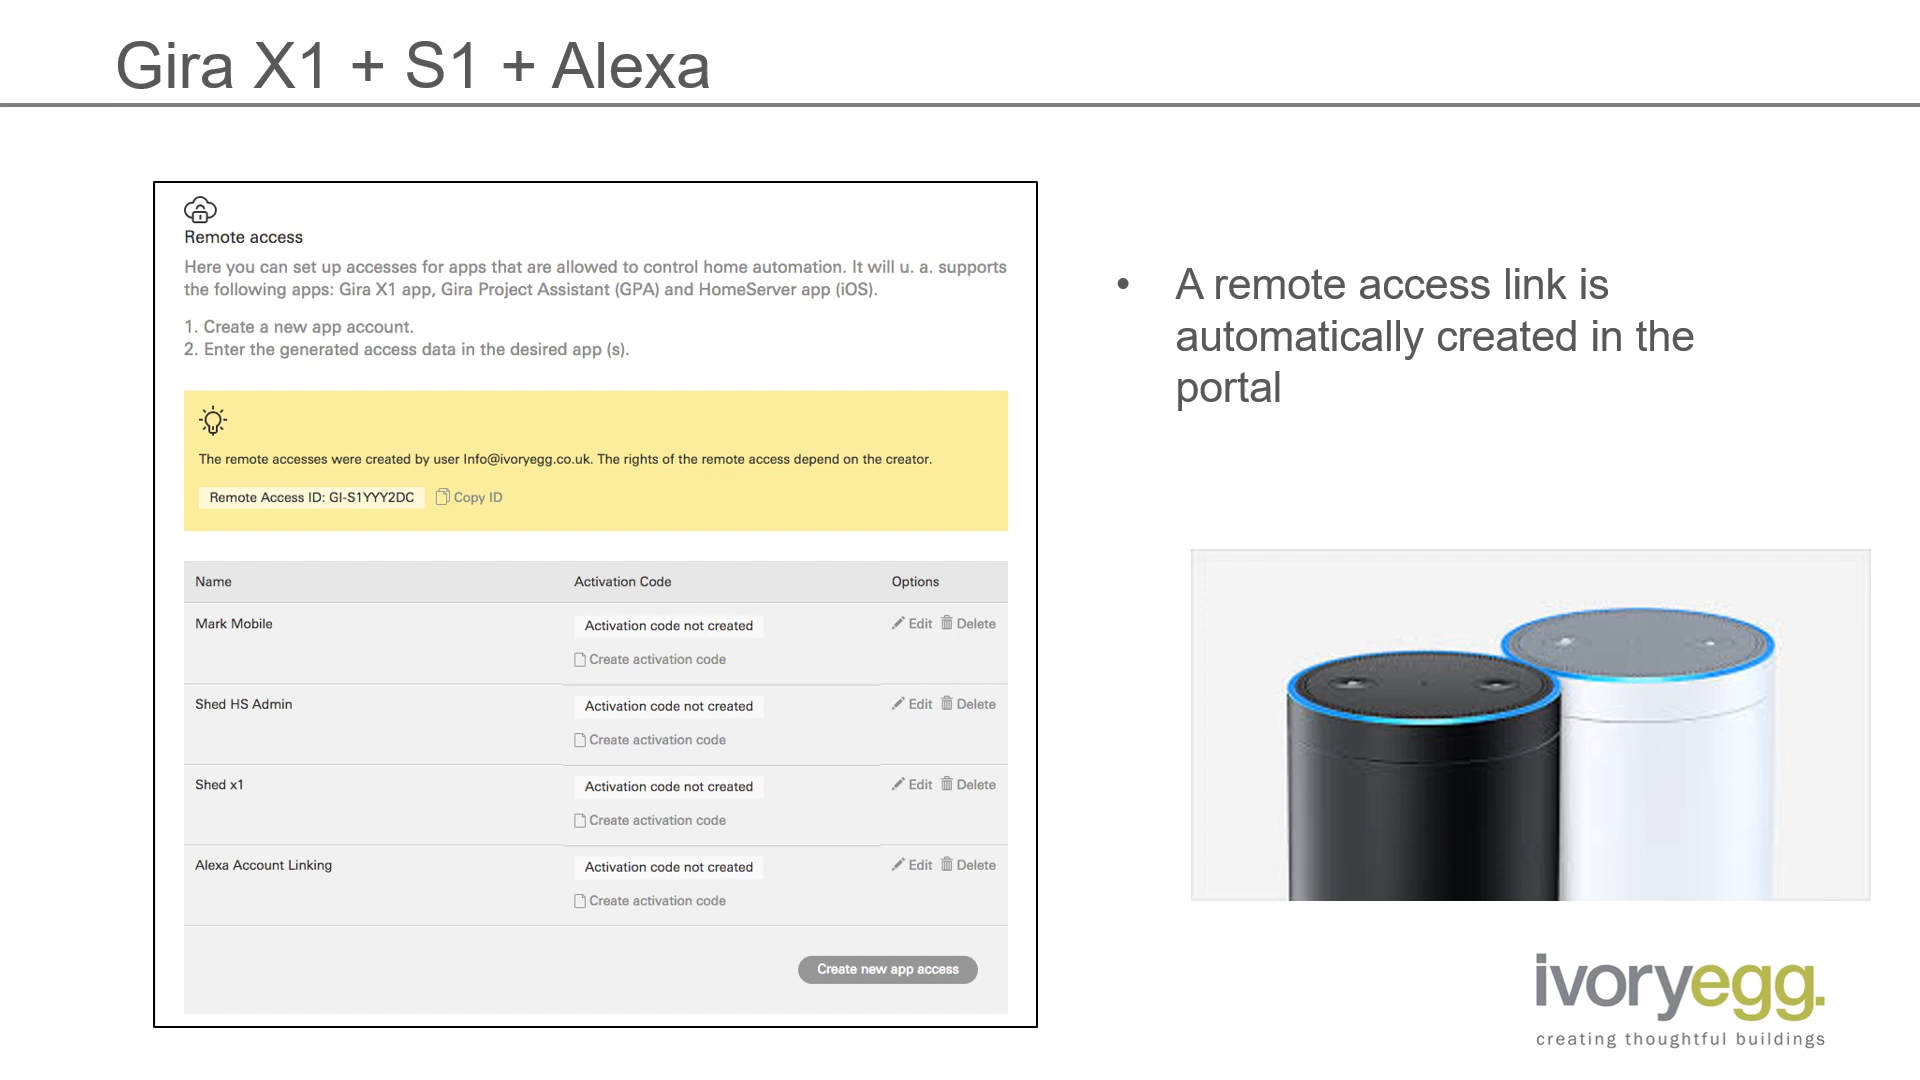 Gira X1 + S1 + Alexa
Remote access
Here you can set up accesses for apps that are allowed to control home automation. It will u. a. supports
the following apps: Gira X1 app, Gira Project Assistant (GPA) and HomeServer app (iOS).
1. Create a new app account.
2. Enter the generated access data in the desired app (s).
The remote accesses were created by user Info@ivoryegg.co.uk. The rights of the remote access depend on the creator.
Remote Access ID: GI-S1YYY2DC Copy ID
Name Activation Code Options
Mark Mobile Activation code not created Edit Delete
Create activation code
Shed HS Admin Activation code not created Edit Delete
Create activation code
Shed x1 Activation code not created Edit Delete
Create activation code
Alexa Account Linking Activation code not created Edit Delete
Create activation code
Create new app access
• A remote access link is
automatically created in the
portal
ivoryegg.
creating thoughtful buildings